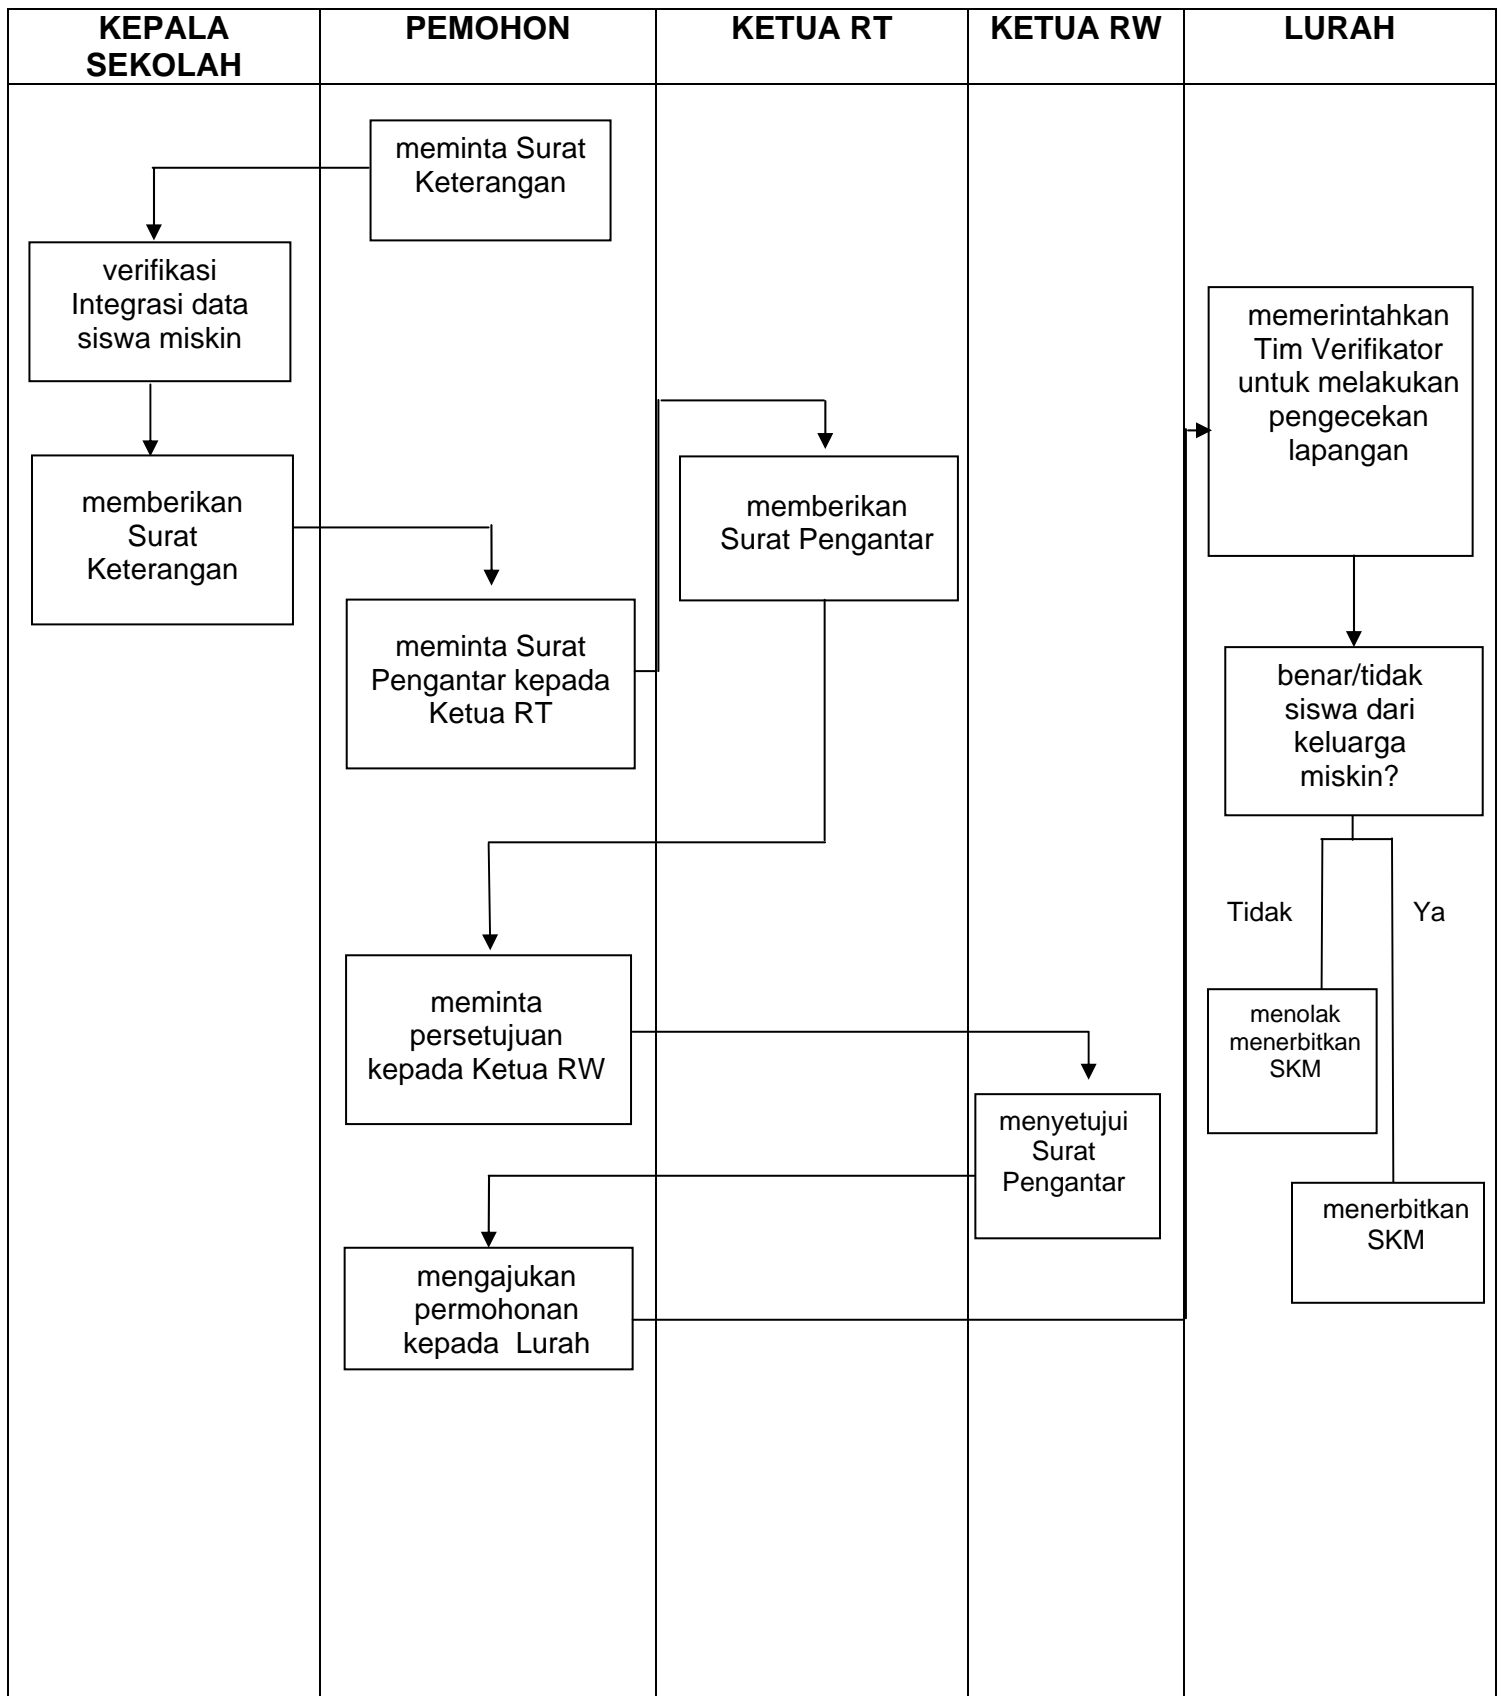 KEPALA
SEKOLAH
PEMOHON
KETUA RT
KETUA RW
LURAH
meminta Surat
Keterangan
verifikasi
Integrasi data
siswa miskin
memberikan
Surat
Keterangan
meminta Surat
Pengantar kepada
Ketua RT
memberikan
Surat Pengantar
meminta
persetujuan
kepada Ketua RW
menyetujui
Surat
Pengantar
mengajukan
permohonan
kepada Lurah
memerintahkan
Tim Verifikator
untuk melakukan
pengecekan
lapangan
benar/tidak
siswa dari
keluarga
miskin?
Tidak
Ya
menolak
menerbitkan
SKM
menerbitkan
SKM